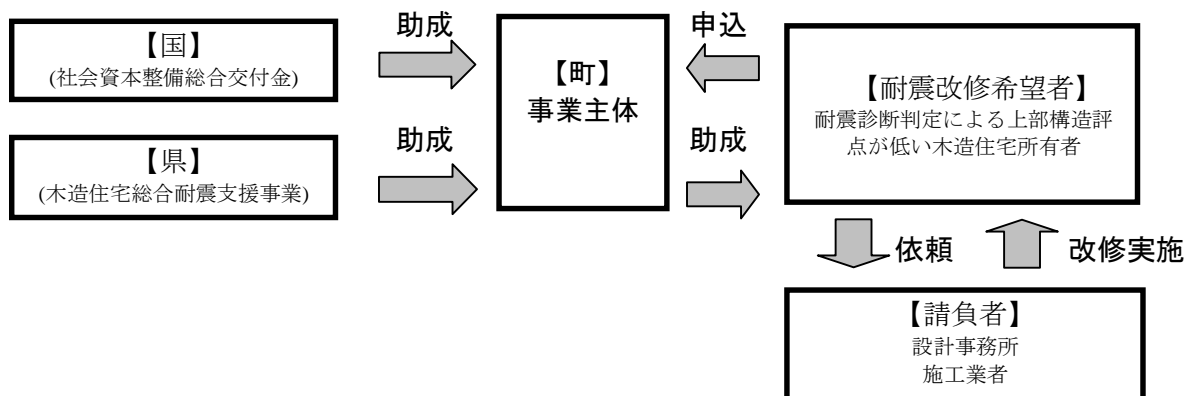 助成
【国】
(社会資本整備総合交付金)
助成
【県】
(木造住宅総合耐震支援事業)
【町】
事業主体
申込
助成
【耐震改修希望者】
耐震診断判定による上部構造評
点が低い木造住宅所有者
依頼
改修実施
【請負者】
設計事務所
施工業者